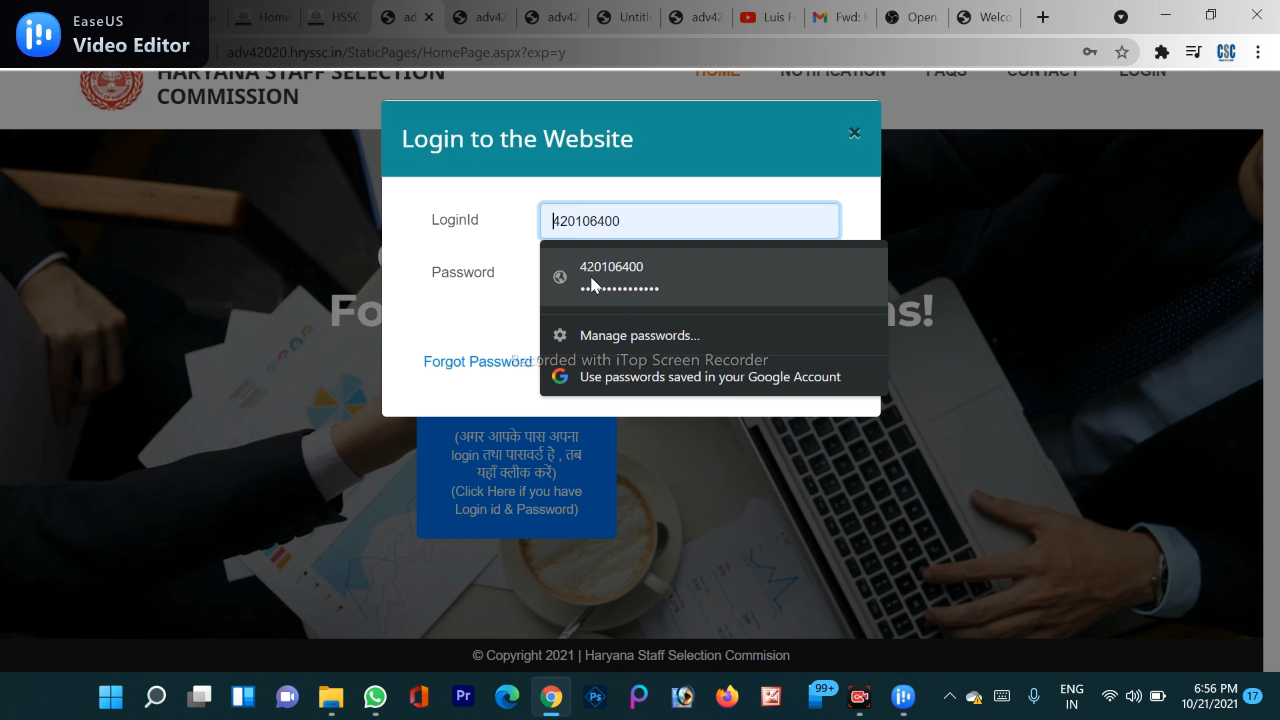 EaseUS
Video Editor
Home
HSSC
ad
adv42
adv42
Untitl
adv42
Luis F
Fwd:
Open
Welco
adv42020.hryssc.in/StaticPages/HomePage.aspx?exp=y
CSC
HARYANA STAFF SELECTION
COMMISSION
HOME
NOTIFICATION
FAQS
CONTACT
LOGIN
Login to the Website
×
LoginId
420106400
Password
420106400
Manage passwords...
Forgot Password
Recorded with iTop Screen Recorder
Use passwords saved in your Google Account
(अगर आपके पास अपना
login तथा पासवर्ड है , तब
यहाँ क्लीक करें)
(Click Here if you have
Login id & Password)
© Copyright 2021 | Haryana Staff Selection Commision
Pr
Ps
99+
ENG
IN
6:56 PM
10/21/2021
17